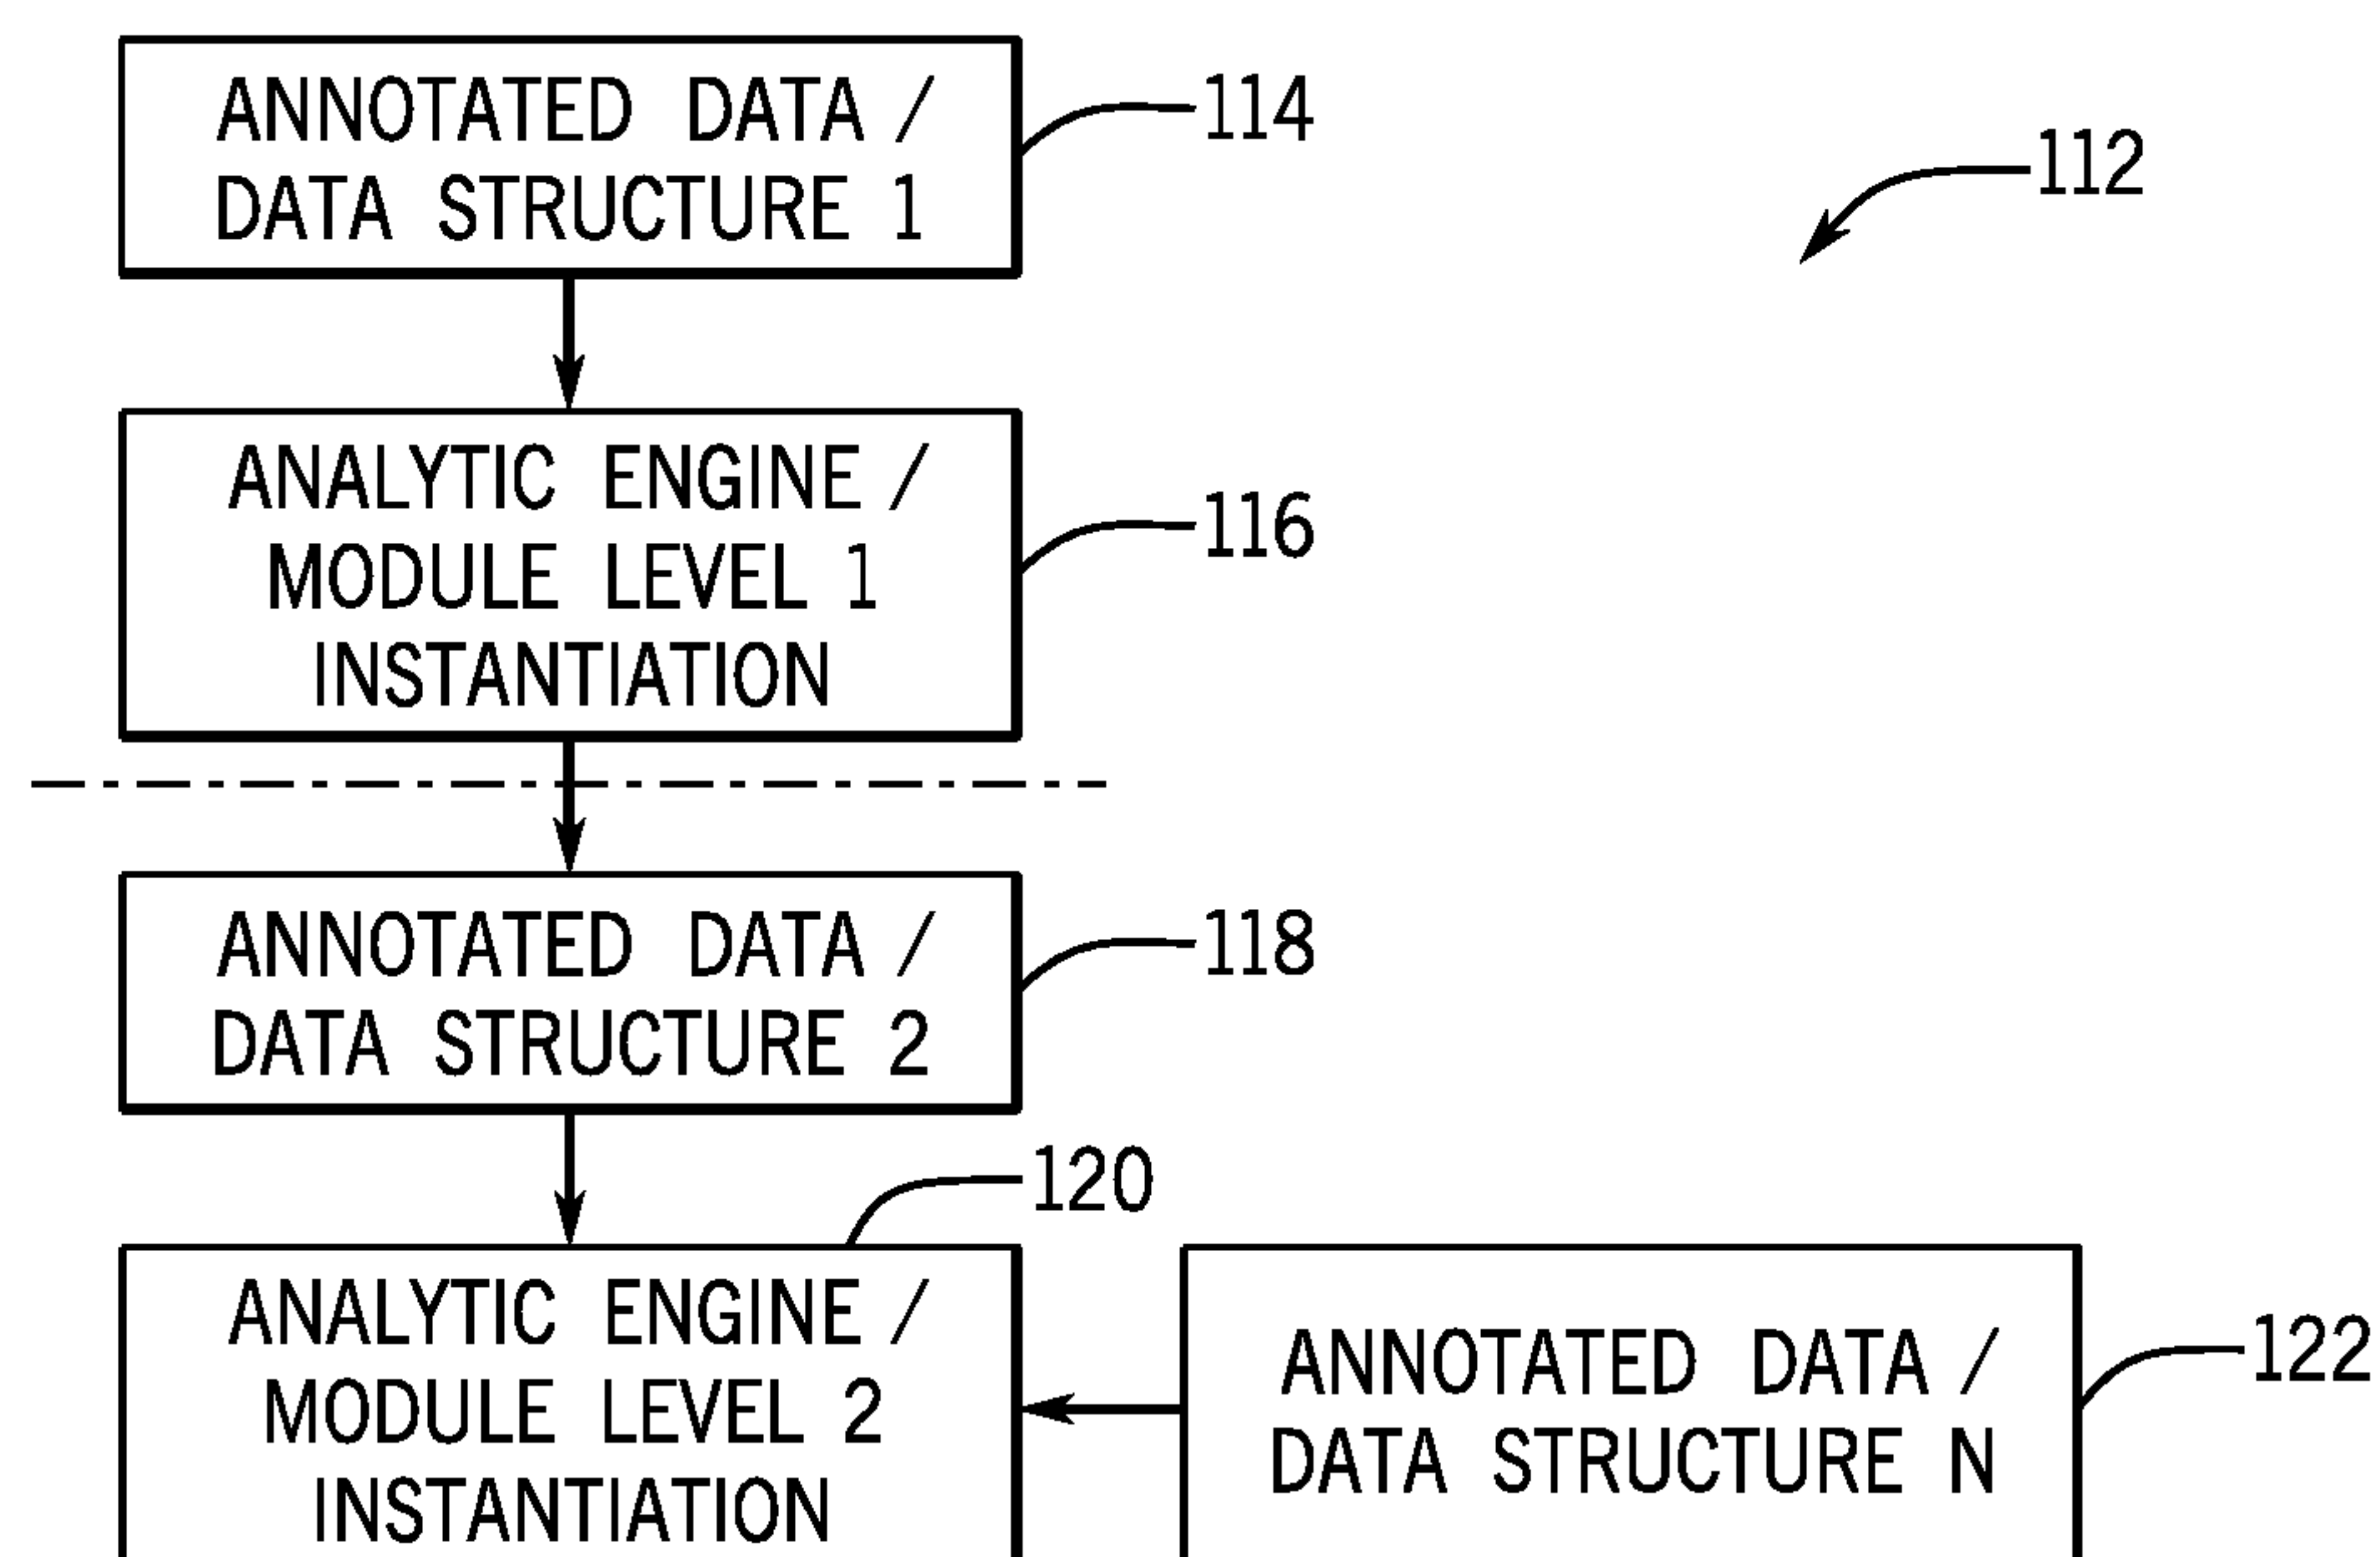 ANNOTATED DATA /
DATA STRUCTURE 1
114
112
ANALYTIC ENGINE /
MODULE LEVEL 1
INSTANTIATION
116
ANNOTATED DATA /
DATA STRUCTURE 2
118
120
ANALYTIC ENGINE /
MODULE LEVEL 2
INSTANTIATION
ANNOTATED DATA /
DATA STRUCTURE N
122